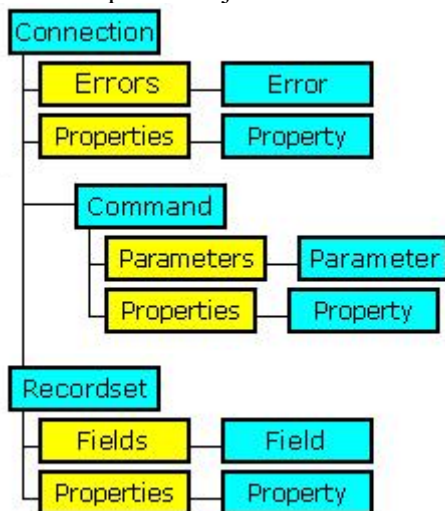 Connection
Errors Error
Properties Property
Command
Parameters Parameter
Properties Property
Recordset
Fields Field
Properties Property